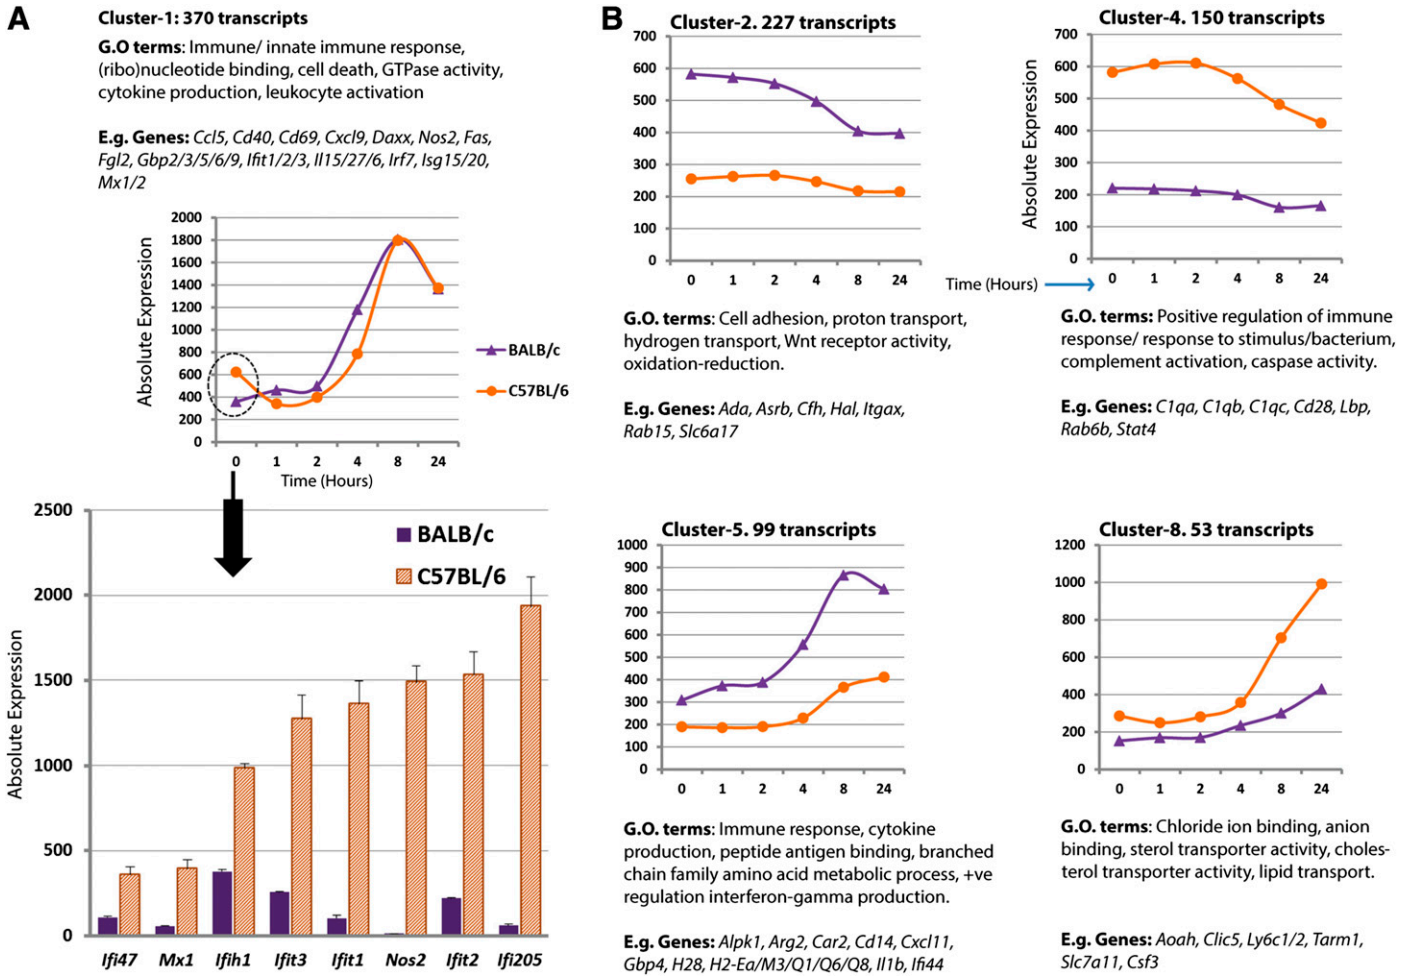 A
Cluster-1: 370 transcripts
G.O terms: Immune/ innate immune response,
(ribo)nucleotide binding, cell death, GTPase activity,
cytokine production, leukocyte activation
E.g. Genes: Ccl5, Cd40, Cd69, Cxcl9, Daxx, Nos2, Fas,
Fgl2, Gbp2/3/5/6/9, Ifit1/2/3, Il15/27/6, Irf7, Isg15/20,
Mx1/2
Absolute Expression
2000
1800
1600
1400
1200
1000
800
600
400
200
0
0 1 2 4 8 24
Time (Hours)
BALB/c
C57BL/6
Absolute Expression
2500
2000
1500
1000
500
0
BALB/c
C57BL/6
Ifi47 Mx1 Ifih1 Ifit3 Ifit1 Nos2 Ifit2 Ifi205
B
Cluster-2. 227 transcripts
700
600
500
400
300
200
100
0
0 1 2 4 8 24
G.O. terms: Cell adhesion, proton transport,
hydrogen transport, Wnt receptor activity,
oxidation-reduction.
E.g. Genes: Ada, Asrb, Cfh, Hal, Itgax,
Rab15, Slc6a17
Cluster-4. 150 transcripts
Absolute Expression
700
600
500
400
300
200
100
0
0 1 2 4 8 24
Time (Hours)
G.O. terms: Positive regulation of immune
response/ response to stimulus/bacterium,
complement activation, caspase activity.
E.g. Genes: C1qa, C1qb, C1qc, Cd28, Lbp,
Rab6b, Stat4
Cluster-5. 99 transcripts
1000
900
800
700
600
500
400
300
200
100
0
0 1 2 4 8 24
G.O. terms: Immune response, cytokine
production, peptide antigen binding, branched
chain family amino acid metabolic process, +ve
regulation interferon-gamma production.
E.g. Genes: Alpk1, Arg2, Car2, Cd14, Cxcl11,
Gbp4, H28, H2-Ea/M3/Q1/Q6/Q8, Il1b, Ifi44
Cluster-8. 53 transcripts
1200
1000
800
600
400
200
0
0 1 2 4 8 24
G.O. terms: Chloride ion binding, anion
binding, sterol transporter activity, choles-
terol transporter activity, lipid transport.
E.g. Genes: Aoah, Clic5, Ly6c1/2, Tarm1,
Slc7a11, Csf3